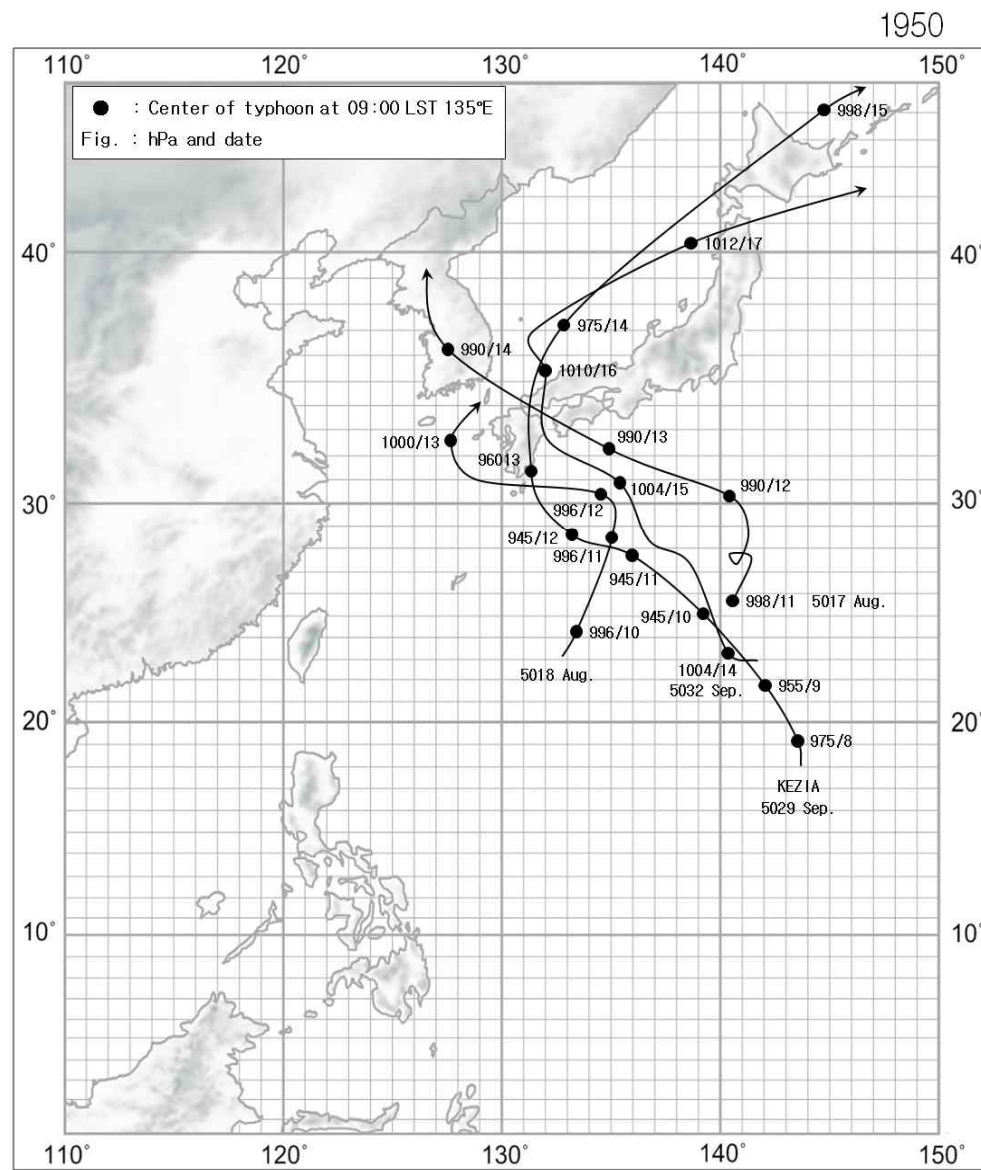 1950
110° 120° 130° 140° 150°
● : Center of typhoon at 09:00 LST 135°E
Fig. : hPa and date
998/15
40° 1012/17 40°
975/14
990/14
1010/16
1000/13 990/13
96013
1004/15 990/12
30° 996/12 30°
945/12 996/11
945/11
998/11 5017 Aug.
945/10
996/10
5018 Aug. 1004/14
5032 Sep. 955/9
20° 20°
975/8
KEZIA
5029 Sep.
10° 10°
110° 120° 130° 140° 150°